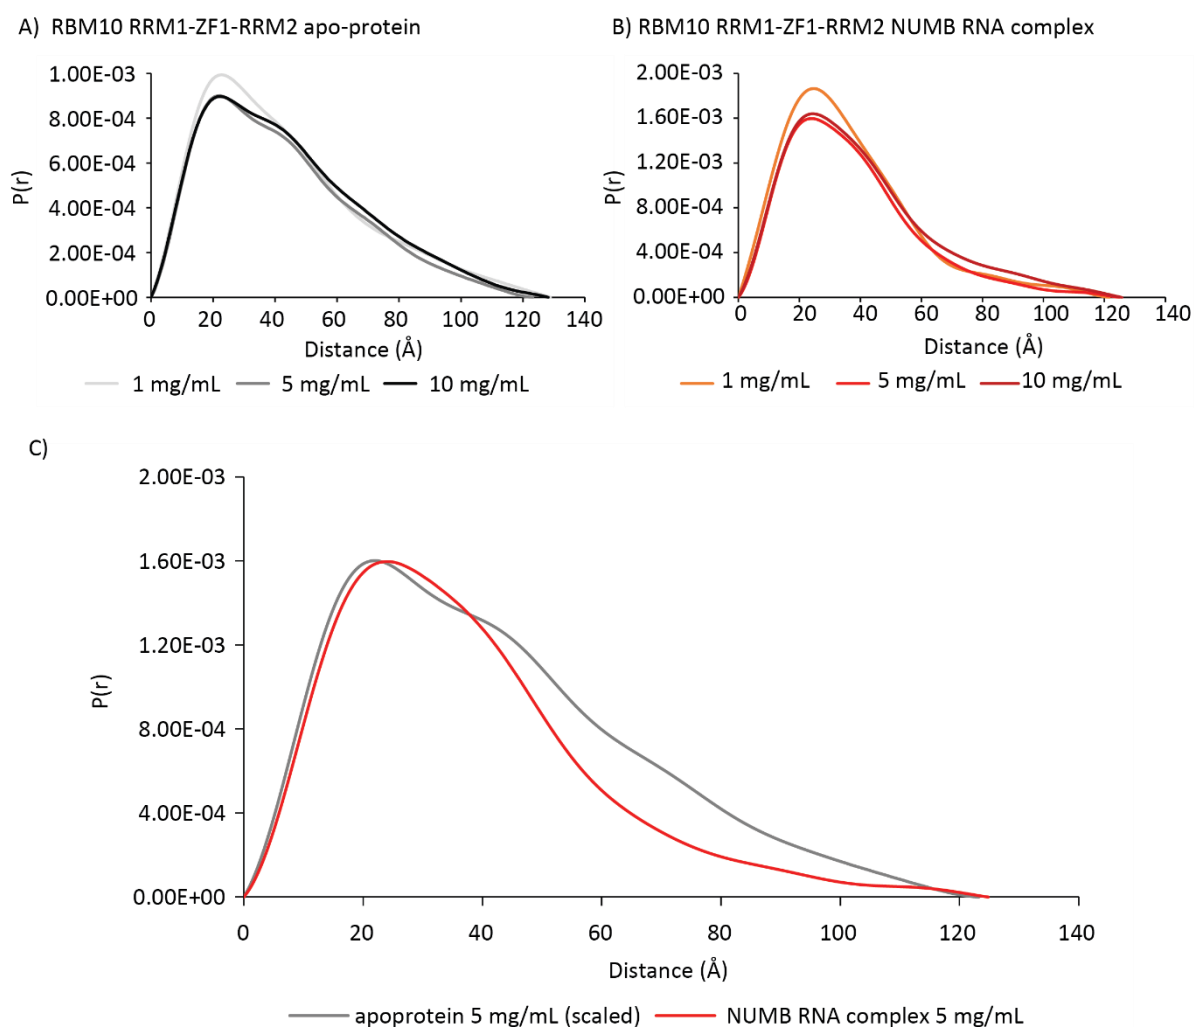 A) RBM10 RRM1-ZF1-RRM2 apo-protein
P(r)
1.00E-03
8.00E-04
6.00E-04
4.00E-04
2.00E-04
0.00E+00
0 20 40 60 80 100 120 140
Distance (Å)
1 mg/mL 5 mg/mL 10 mg/mL
B) RBM10 RRM1-ZF1-RRM2 NUMB RNA complex
P(r)
2.00E-03
1.60E-03
1.20E-03
8.00E-04
4.00E-04
0.00E+00
0 20 40 60 80 100 120 140
Distance (Å)
1 mg/mL 5 mg/mL 10 mg/mL
C)
P(r)
2.00E-03
1.60E-03
1.20E-03
8.00E-04
4.00E-04
0.00E+00
0 20 40 60 80 100 120 140
Distance (Å)
apoprotein 5 mg/mL (scaled) NUMB RNA complex 5 mg/mL